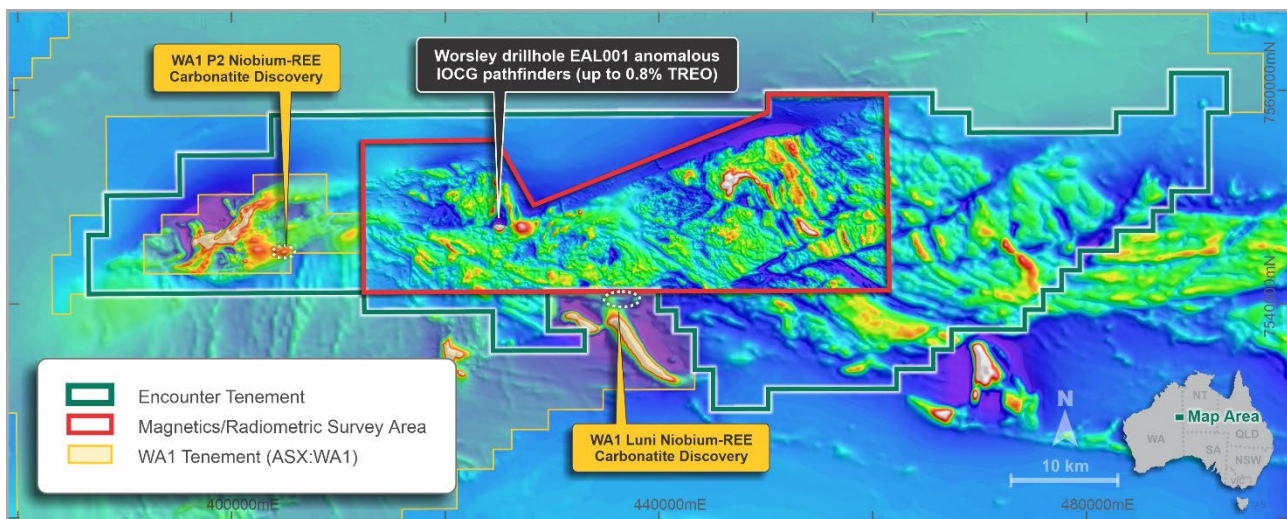 WA1 P2 Niobium-REE
Carbonatite Discovery
Worsley drillhole EAL001 anomalous
IOCG pathfinders (up to 0.8% TREO)
7560000mN
7540000mN
Encounter Tenement
Magnetics/Radiometric Survey Area
WA1 Tenement (ASX:WA1)
WA1 Luni Niobium-REE
Carbonatite Discovery
N
10 km
NT
Map Area
WA
QLD
SA
NSW
VIC
400000mE
440000mE
480000mE